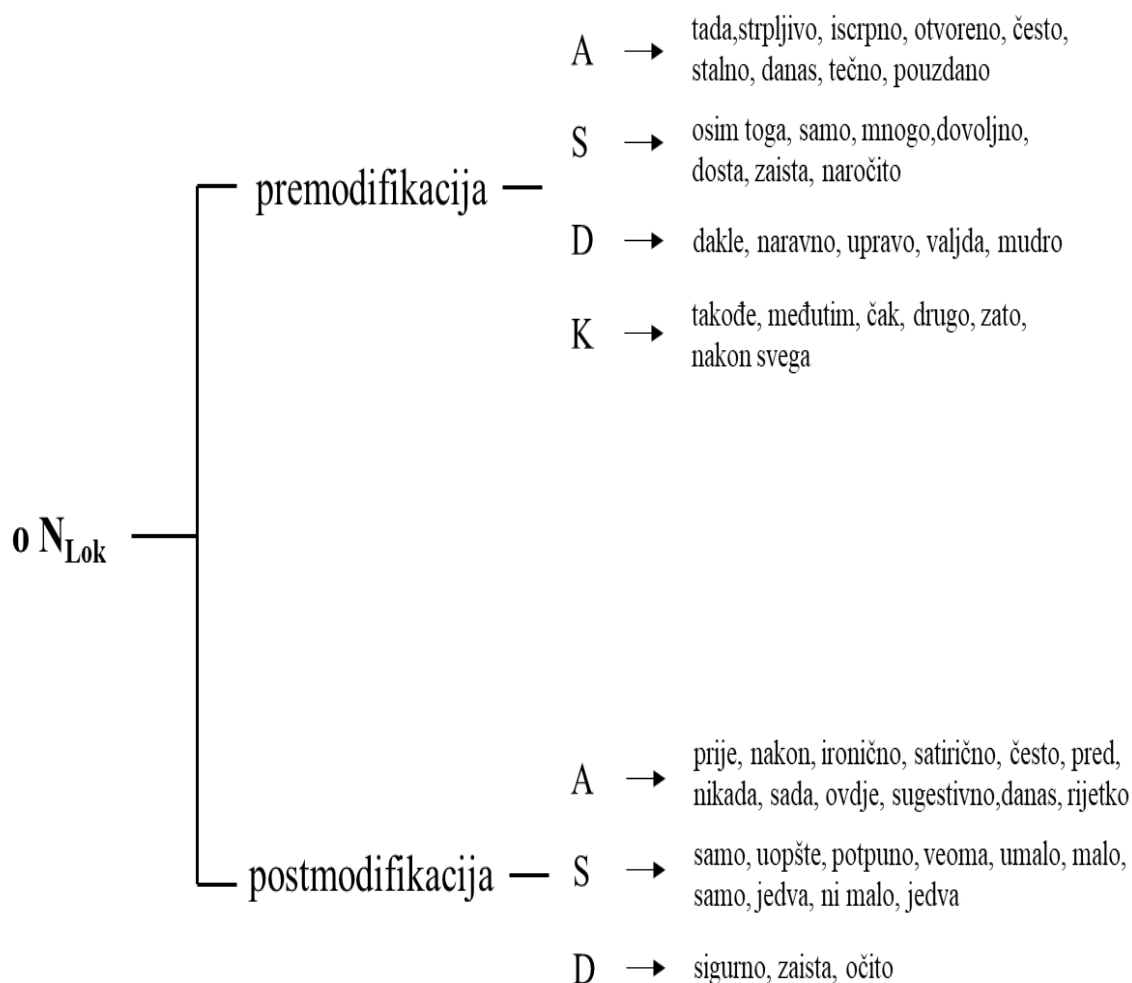 A → tada,strpljivo, iscrpno, otvoreno, često,
stalno, danas, tečno, pouzdano
premodifikacija
S → osim toga, samo, mnogo,dovoljno,
dosta, zaista, naročito
D → dakle, naravno, upravo, valjda, mudro
K → takođe, međutim, čak, drugo, zato,
nakon svega
o N_Lok
A → prije, nakon, ironično, satirično, često, pred,
nikada, sada, ovdje, sugestivno,danas, rijetko
postmodifikacija
S → samo, uopšte, potpuno, veoma, umalo, malo,
samo, jedva, ni malo, jedva
D → sigurno, zaista, očito